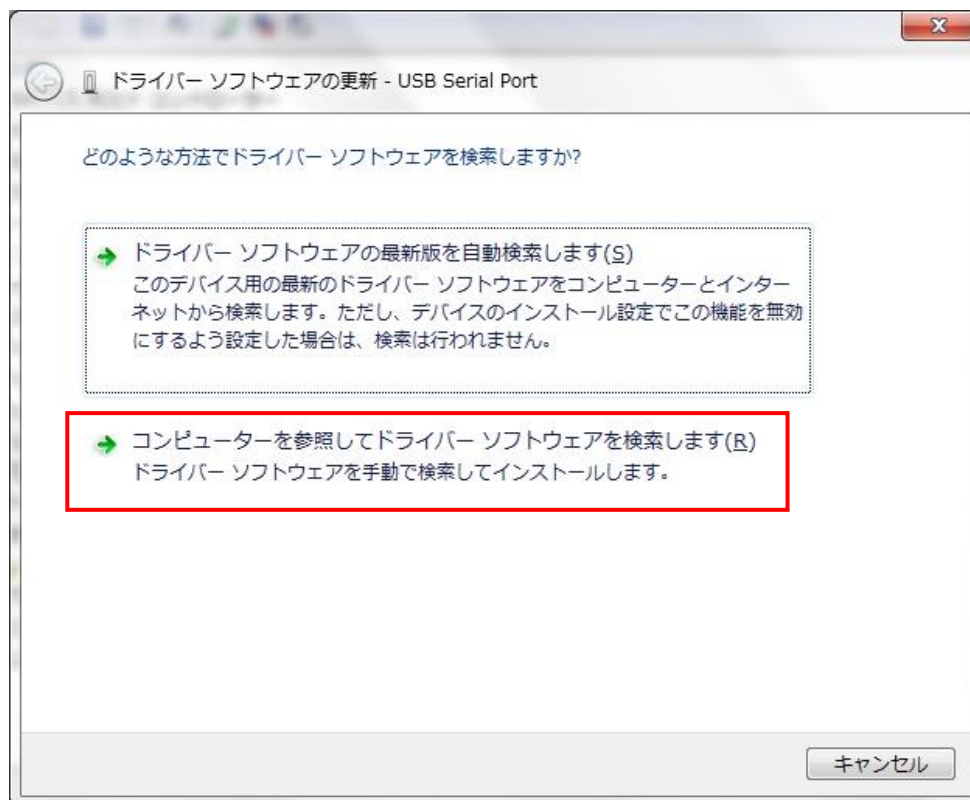 ドライバー ソフトウェアの更新 - USB Serial Port
どのような方法でドライバー ソフトウェアを検索しますか?
ドライバー ソフトウェアの最新版を自動検索します(S)
このデバイス用の最新のドライバー ソフトウェアをコンピューターとインター
ネットから検索します。ただし、デバイスのインストール設定でこの機能を無効
にするよう設定した場合は、検索は行われません。
コンピューターを参照してドライバー ソフトウェアを検索します(R)
ドライバー ソフトウェアを手動で検索してインストールします。
キャンセル